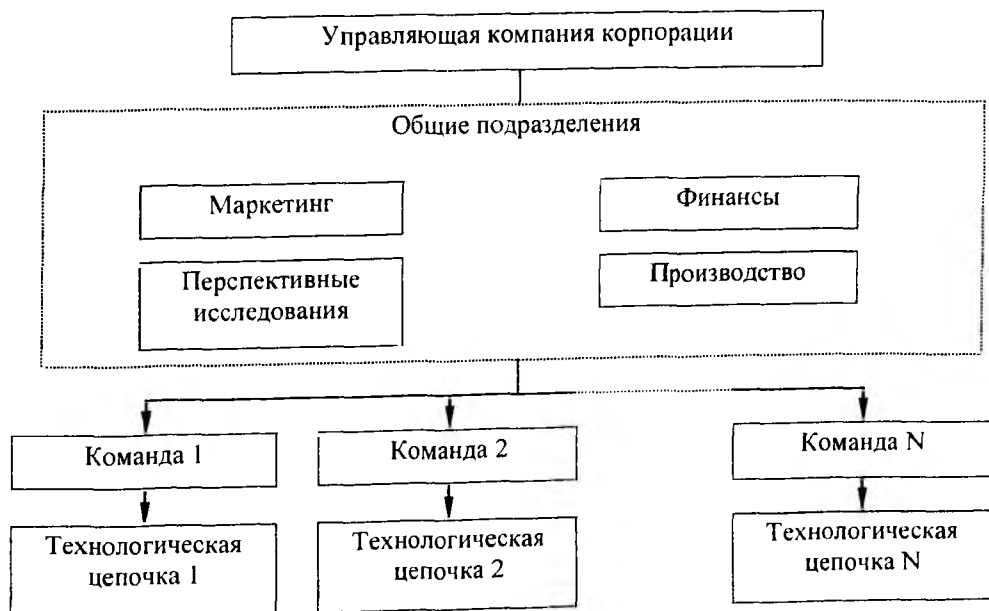 Управляющая компания корпорации
Общие подразделения
Маркетинг
Финансы
Перспективные
исследования
Производство
Команда 1
Команда 2
Команда N
Технологическая
цепочка 1
Технологическая
цепочка 2
Технологическая
цепочка N